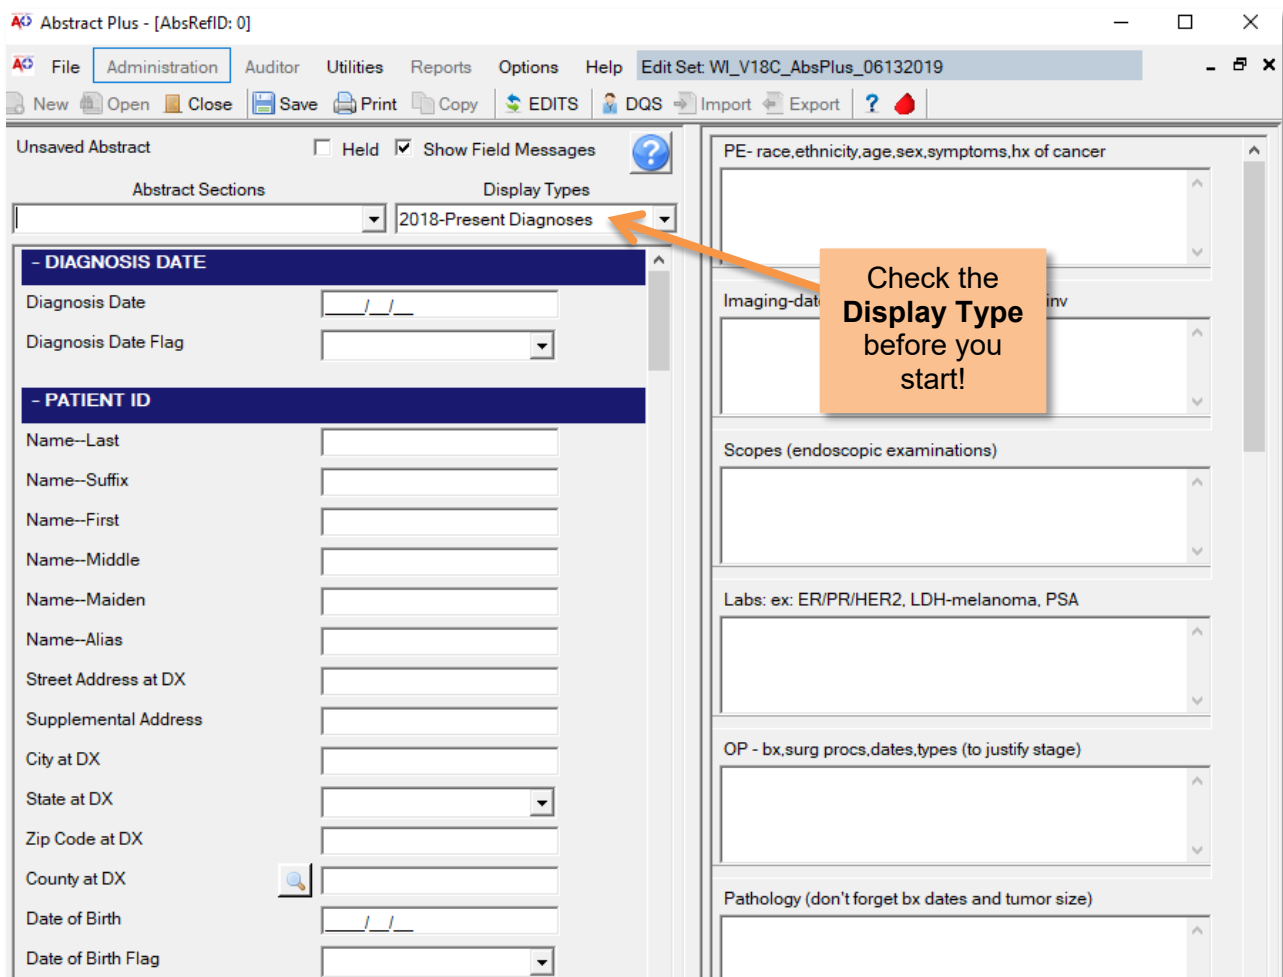 Abstract Plus - [AbsRefID: 0]
File Administration Auditor Utilities Reports Options Help Edit Set: WI_V18C_AbsPlus_06132019
New Open Close Save Print Copy EDITS DQS Import Export ?
Unsaved Abstract Held Show Field Messages ?
Abstract Sections Display Types
2018-Present Diagnoses
- DIAGNOSIS DATE
Diagnosis Date ____/__/__
Diagnosis Date Flag
- PATIENT ID
Name--Last
Name--Suffix
Name--First
Name--Middle
Name--Maiden
Name--Alias
Street Address at DX
Supplemental Address
City at DX
State at DX
Zip Code at DX
County at DX
Date of Birth ____/__/__
Date of Birth Flag
PE- race,ethnicity,age,sex,symptoms,hx of cancer
Check the
Display Type
before you
start!
Imaging-dat inv
Scopes (endoscopic examinations)
Labs: ex: ER/PR/HER2, LDH-melanoma, PSA
OP - bx,surg procs,dates,types (to justify stage)
Pathology (don't forget bx dates and tumor size)